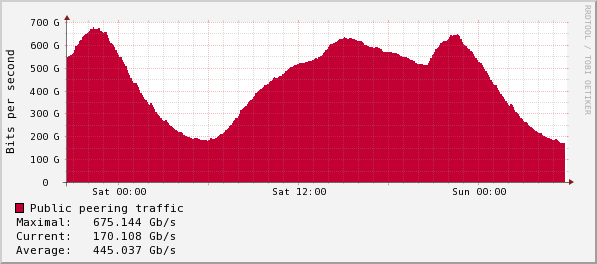 700 G
600 G
500 G
400 G
300 G
200 G
100 G
0
Bits per second
RRDTOOL / TOBI OETIKER
Sat 00:00 Sat 12:00 Sun 00:00
Public peering traffic
Maximal: 675.144 Gb/s
Current: 170.108 Gb/s
Average: 445.037 Gb/s